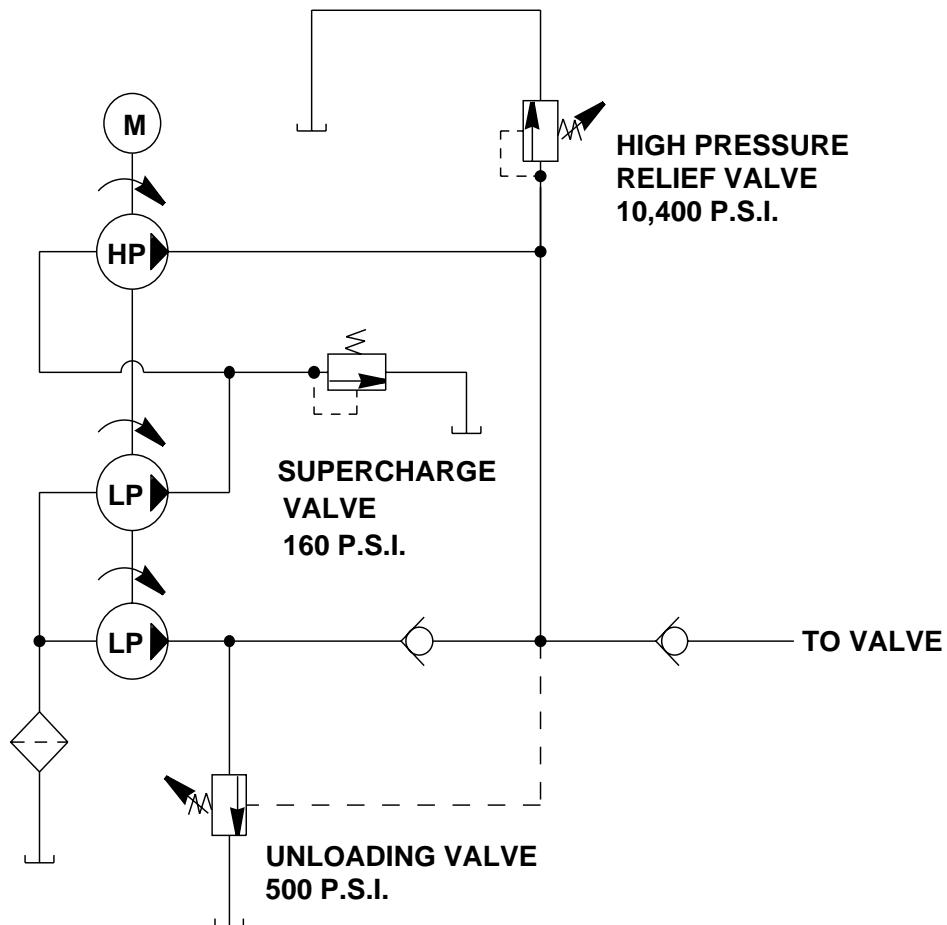 M
HIGH PRESSURE
RELIEF VALVE
10,400 P.S.I.
HP
SUPERCHARGE
VALVE
160 P.S.I.
LP
LP
TO VALVE
UNLOADING VALVE
500 P.S.I.